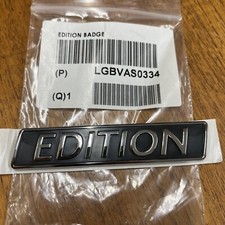 EDITION BADGE
(P) LGBVAS0334
(Q)1
EDITION